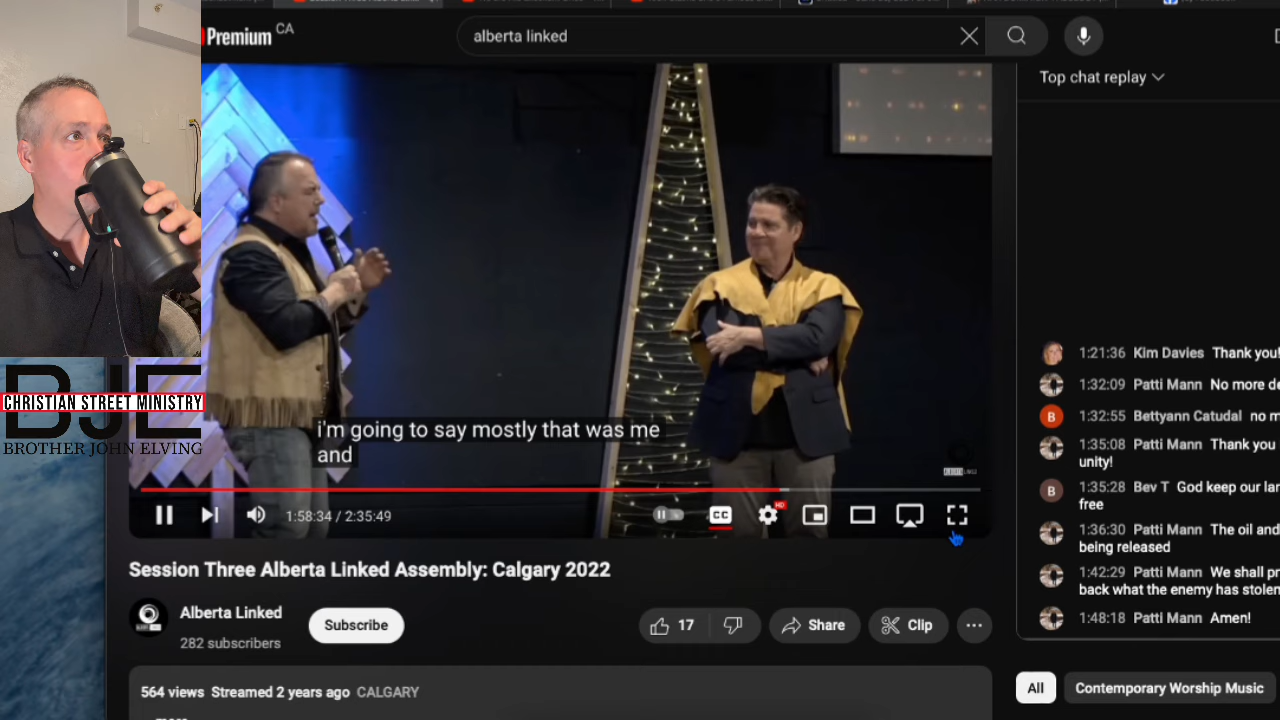 Premium CA
alberta linked
Top chat replay
i'm going to say mostly that was me
and
1:58:34 / 2:35:49
CC
HD
Session Three Alberta Linked Assembly: Calgary 2022
Alberta Linked
282 subscribers
Subscribe
17
Share
Clip
564 views Streamed 2 years ago CALGARY
BJE
CHRISTIAN STREET MINISTRY
BROTHER JOHN ELVING
1:21:36 Kim Davies Thank you!
1:32:09 Patti Mann No more de
B 1:32:55 Bettyann Catudal no m
1:35:08 Patti Mann Thank you
unity!
B 1:35:28 Bev T God keep our lan
free
1:36:30 Patti Mann The oil and
being released
1:42:29 Patti Mann We shall pr
back what the enemy has stolen
1:48:18 Patti Mann Amen!
All
Contemporary Worship Music